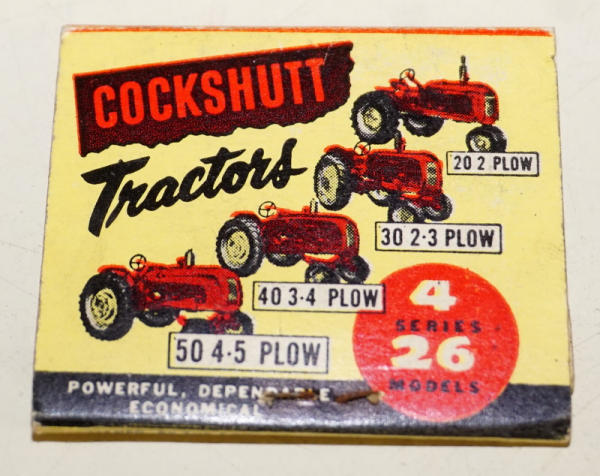 COCKSHUTT
Tractors
20 2 PLOW
30 2-3 PLOW
40 3-4 PLOW
50 4-5 PLOW
4
SERIES
26
MODELS
POWERFUL, DEPENDABLE
ECONOMICAL